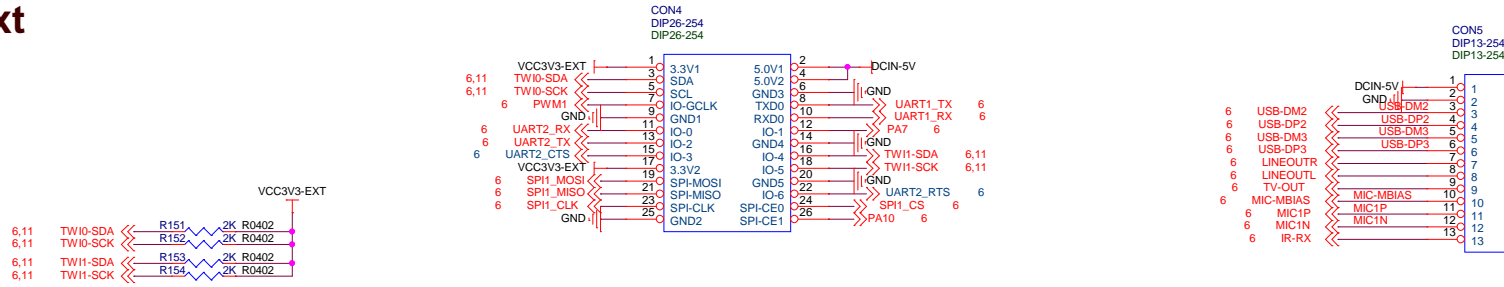 xt
CON4
DIP26-254
DIP26-254
VCC3V3-EXT 1 3.3V1 5.0V1 2 DCIN-5V
6,11 TWI0-SDA 3 SDA 5.0V2 4
6,11 TWI0-SCK 5 SCL GND3 6 GND
6 PWM1 7 IO-GCLK TXD0 8 UART1_TX 6
GND 9 GND1 RXD0 10 UART1_RX 6
6 UART2_RX 11 IO-0 IO-1 12 PA7 6
6 UART2_TX 13 IO-2 GND4 14 GND
6 UART2_CTS 15 IO-3 IO-4 16 TWI1-SDA 6,11
VCC3V3-EXT 17 3.3V2 IO-5 18 TWI1-SCK 6,11
6 SPI1_MOSI 19 SPI-MOSI GND5 20 GND
6 SPI1_MISO 21 SPI-MISO IO-6 22 UART2_RTS 6
6 SPI1_CLK 23 SPI-CLK SPI-CE0 24 SPI1_CS 6
GND 25 GND2 SPI-CE1 26 PA10 6
CON5
DIP13-254
DIP13-254
DCIN-5V 1 1
GND 2 2
6 USB-DM2 USB-DM2 3 3
6 USB-DP2 USB-DP2 4 4
6 USB-DM3 USB-DM3 5 5
6 USB-DP3 USB-DP3 6 6
6 LINEOUTR 7 7
6 LINEOUTL 8 8
6 TV-OUT 9 9
6 MIC-MBIAS MIC-MBIAS 10 10
6 MIC1P MIC1P 11 11
6 MIC1N MIC1N 12 12
6 IR-RX 13 13
VCC3V3-EXT
6,11 TWI0-SDA R151 2K R0402
6,11 TWI0-SCK R152 2K R0402
6,11 TWI1-SDA R153 2K R0402
6,11 TWI1-SCK R154 2K R0402